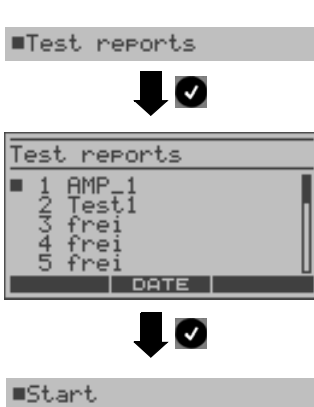 ■Test reports
Test reports
■ 1 AMP_1
2 Test1
3 frei
4 frei
5 frei
DATE
■Start